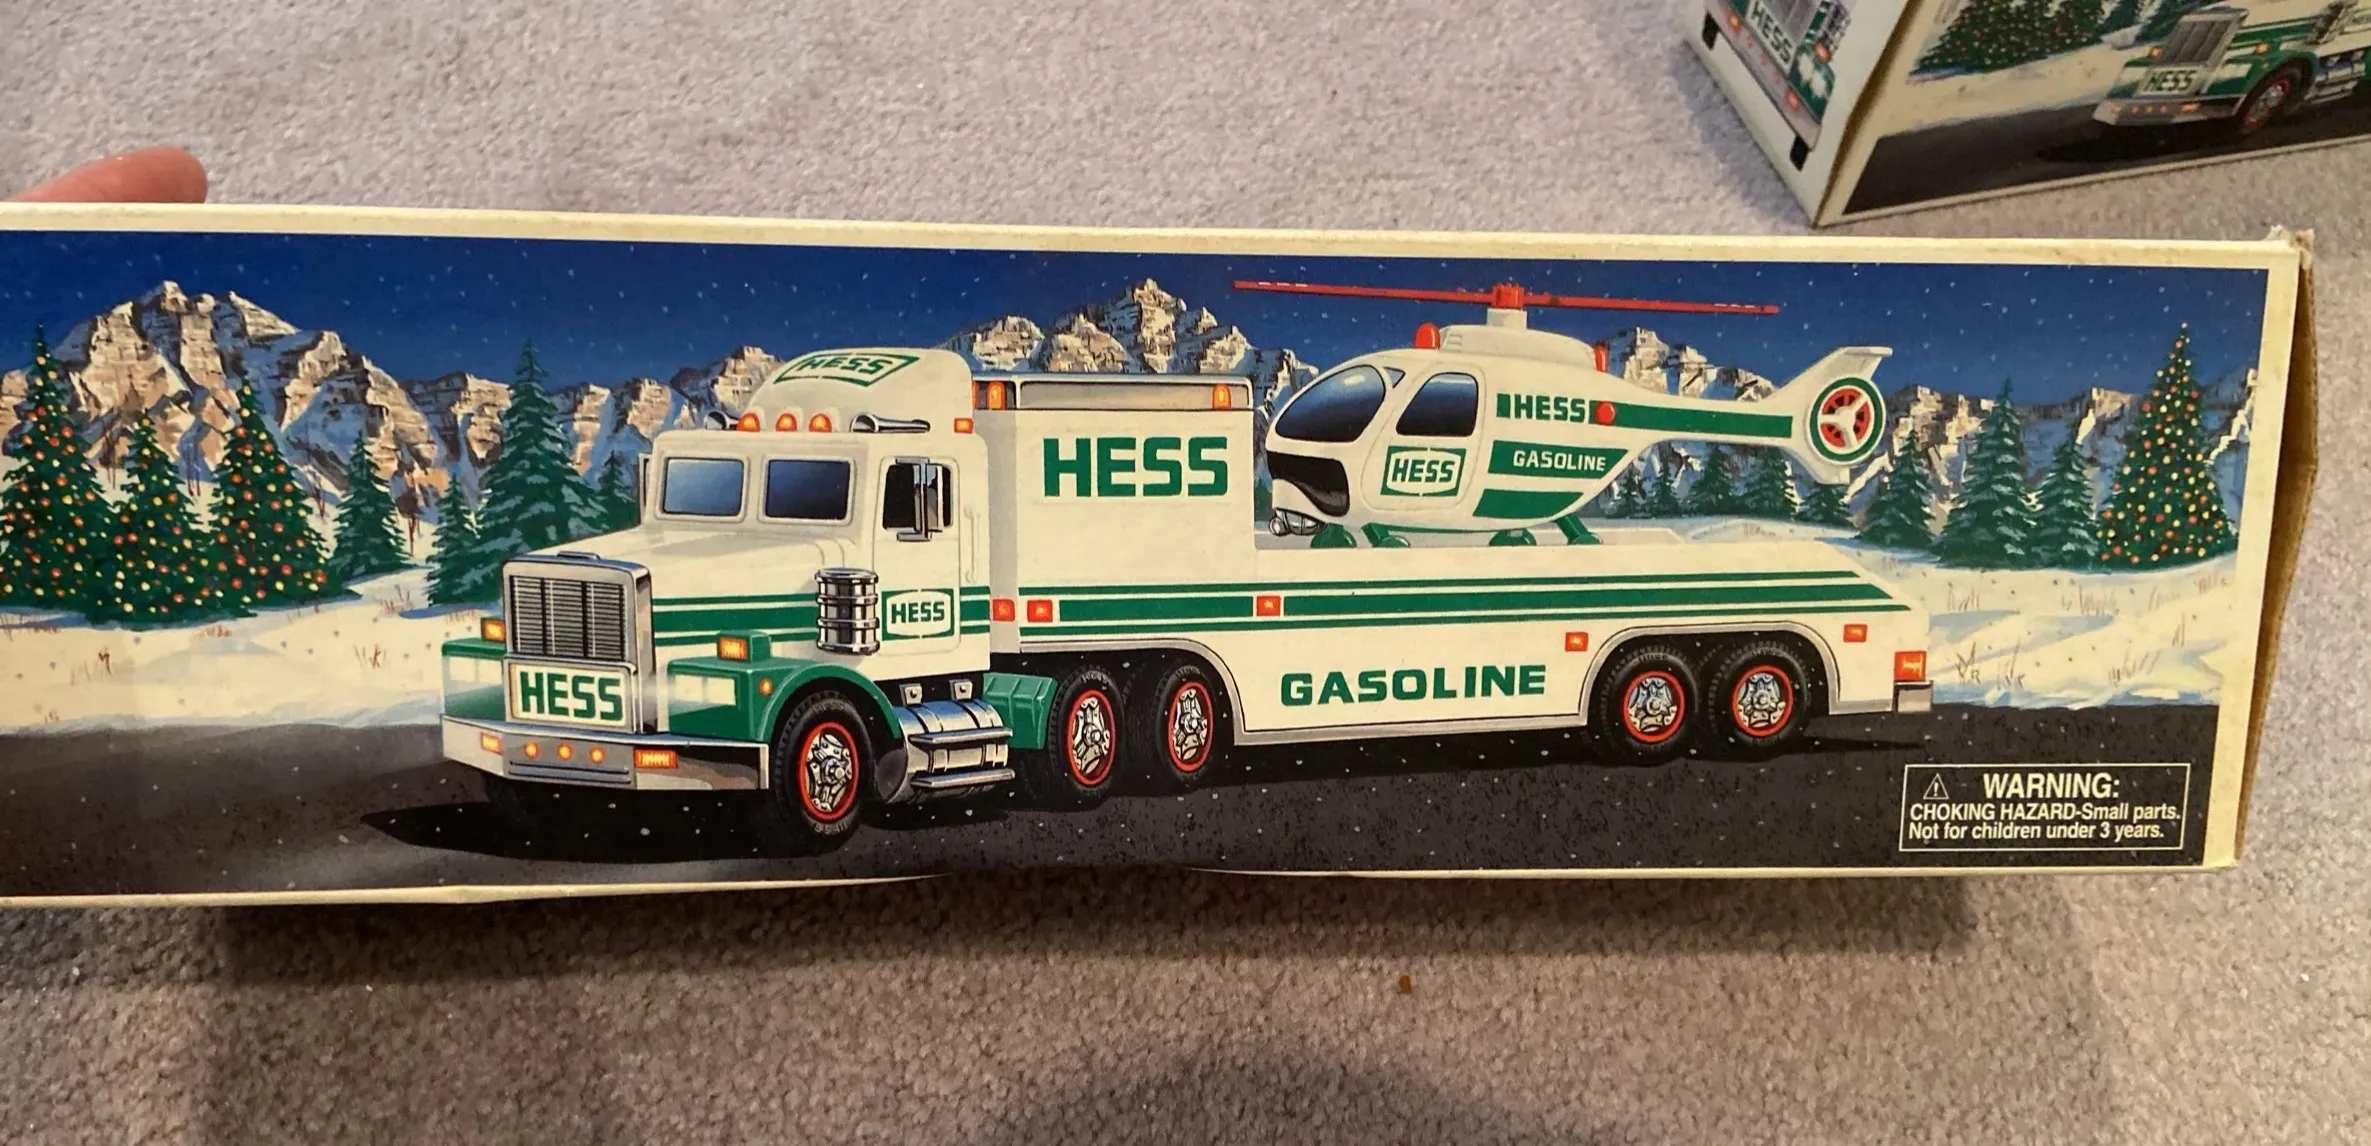 HESS
HESS
HESS
HESS
GASOLINE
HESS
HESS
HESS
HESS
HESS
GASOLINE
WARNING:
CHOKING HAZARD-Small parts.
Not for children under 3 years.